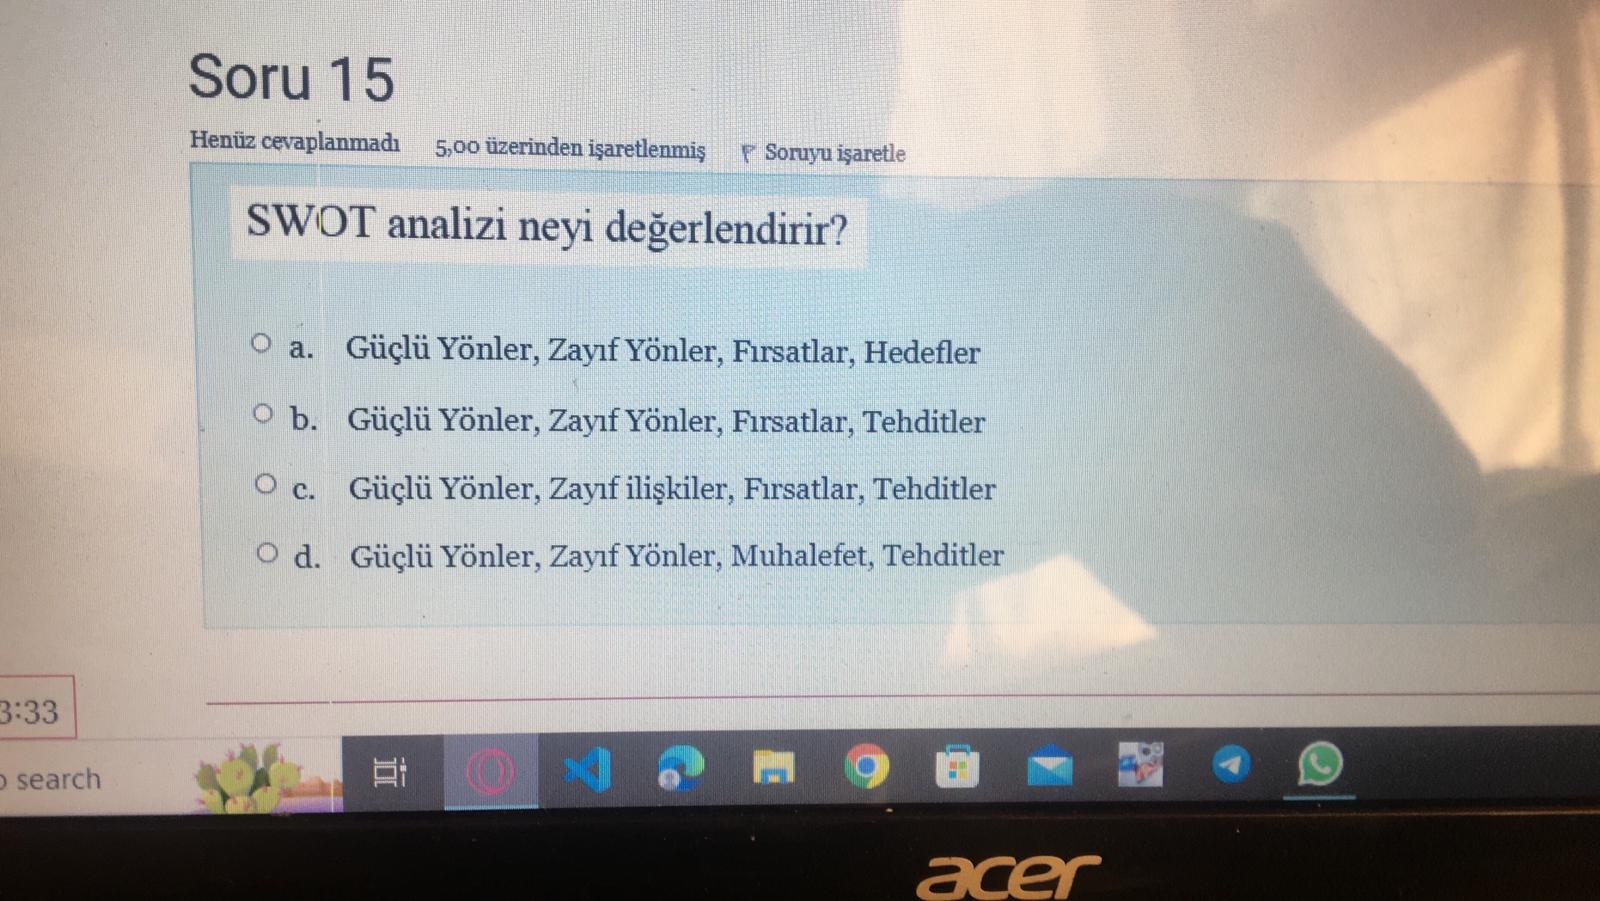 Soru 15
Henüz cevaplanmadı 5,00 üzerinden işaretlenmiş Soruyu işaretle
SWOT analizi neyi değerlendirir?
a. Güçlü Yönler, Zayıf Yönler, Fırsatlar, Hedefler
b. Güçlü Yönler, Zayıf Yönler, Fırsatlar, Tehditler
c. Güçlü Yönler, Zayıf ilişkiler, Fırsatlar, Tehditler
d. Güçlü Yönler, Zayıf Yönler, Muhalefet, Tehditler
3:33
search
acer